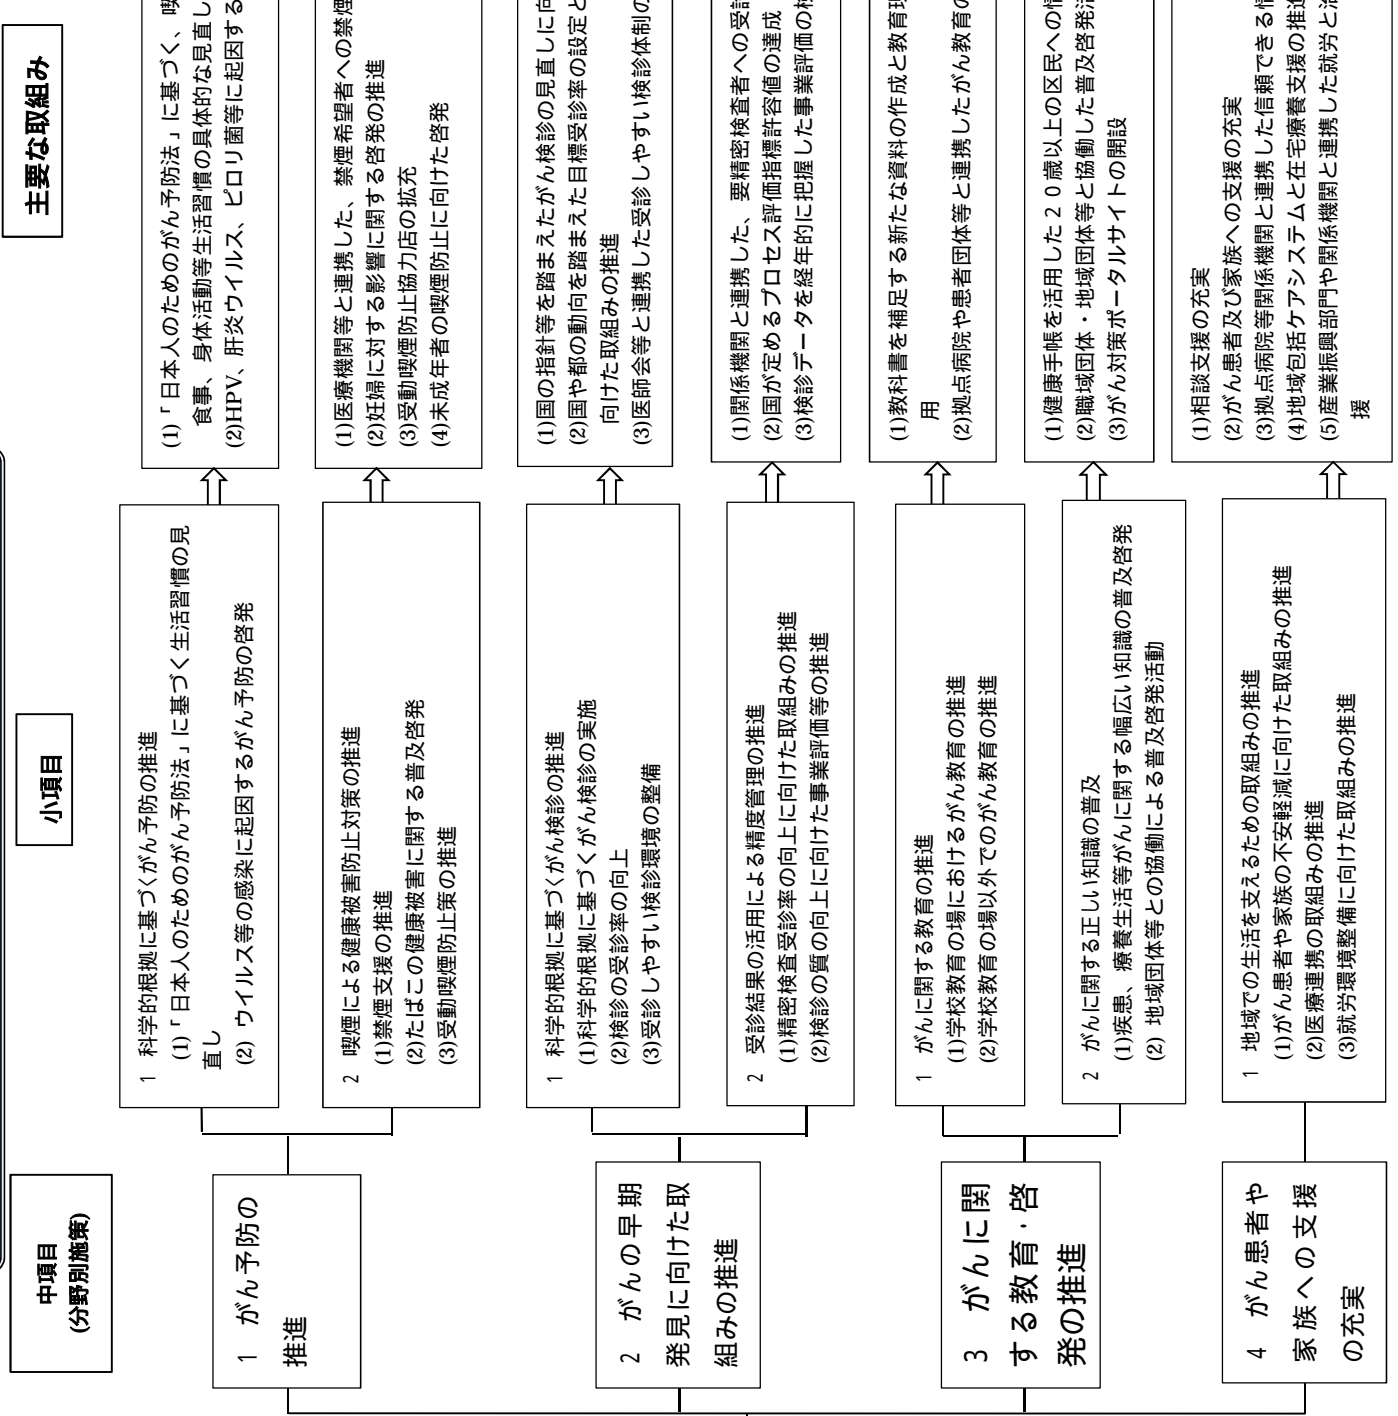 中項目
(分野別施策)
小項目
主要な取組み
1 がん予防の
推進
1 科学的根拠に基づくがん予防の推進
(1)「日本人のためのがん予防法」に基づく生活習慣の見
直し
(2) ウイルス等の感染に起因するがん予防の啓発
(1)「日本人のためのがん予防法」に基づく、喫
食事、身体活動等生活習慣の具体的な見直し
(2)HPV、肝炎ウイルス、ピロリ菌等に起因する
2 喫煙による健康被害防止対策の推進
(1)禁煙支援の推進
(2)たばこの健康被害に関する普及啓発
(3)受動喫煙防止策の推進
(1)医療機関等と連携した、禁煙希望者への禁煙
(2)妊婦に対する影響に関する啓発の推進
(3)受動喫煙防止協力店の拡充
(4)未成年者の喫煙防止に向けた啓発
2 がんの早期
発見に向けた取
組みの推進
1 科学的根拠に基づくがん検診の推進
(1)科学的根拠に基づくがん検診の実施
(2)検診の受診率の向上
(3)受診しやすい検診環境の整備
(1)国の指針等を踏まえたがん検診の見直しに向
(2)国や都の動向を踏まえた目標受診率の設定と
向けた取組みの推進
(3)医師会等と連携した受診しやすい検診体制の
2 受診結果の活用による精度管理の推進
(1)精密検査受診率の向上に向けた取組みの推進
(2)検診の質の向上に向けた事業評価等の推進
(1)関係機関と連携した、要精密検査者への受診
(2)国が定めるプロセス評価指標許容値の達成
(3)検診データを経年的に把握した事業評価の検
3 がんに関
する教育・啓
発の推進
1 がんに関する教育の推進
(1)学校教育の場におけるがん教育の推進
(2)学校教育の場以外でのがん教育の推進
(1)教科書を補足する新たな資料の作成と教育現
用
(2)拠点病院や患者団体等と連携したがん教育の
2 がんに関する正しい知識の普及
(1)疾患、療養生活等がんに関する幅広い知識の普及啓発
(2) 地域団体等との協働による普及啓発活動
(1)健康手帳を活用した20歳以上の区民への情
(2)職域団体・地域団体等と協働した普及啓発活
(3)がん対策ポータルサイトの開設
4 がん患者や
家族への支援
の充実
1 地域での生活を支えるための取組みの推進
(1)がん患者や家族の不安軽減に向けた取組みの推進
(2)医療連携の取組みの推進
(3)就労環境整備に向けた取組みの推進
(1)相談支援の充実
(2)がん患者及び家族への支援の充実
(3)拠点病院等関係機関と連携した信頼できる情
(4)地域包括ケアシステムと在宅療養支援の推進
(5)産業振興部門や関係機関と連携した就労と治
援